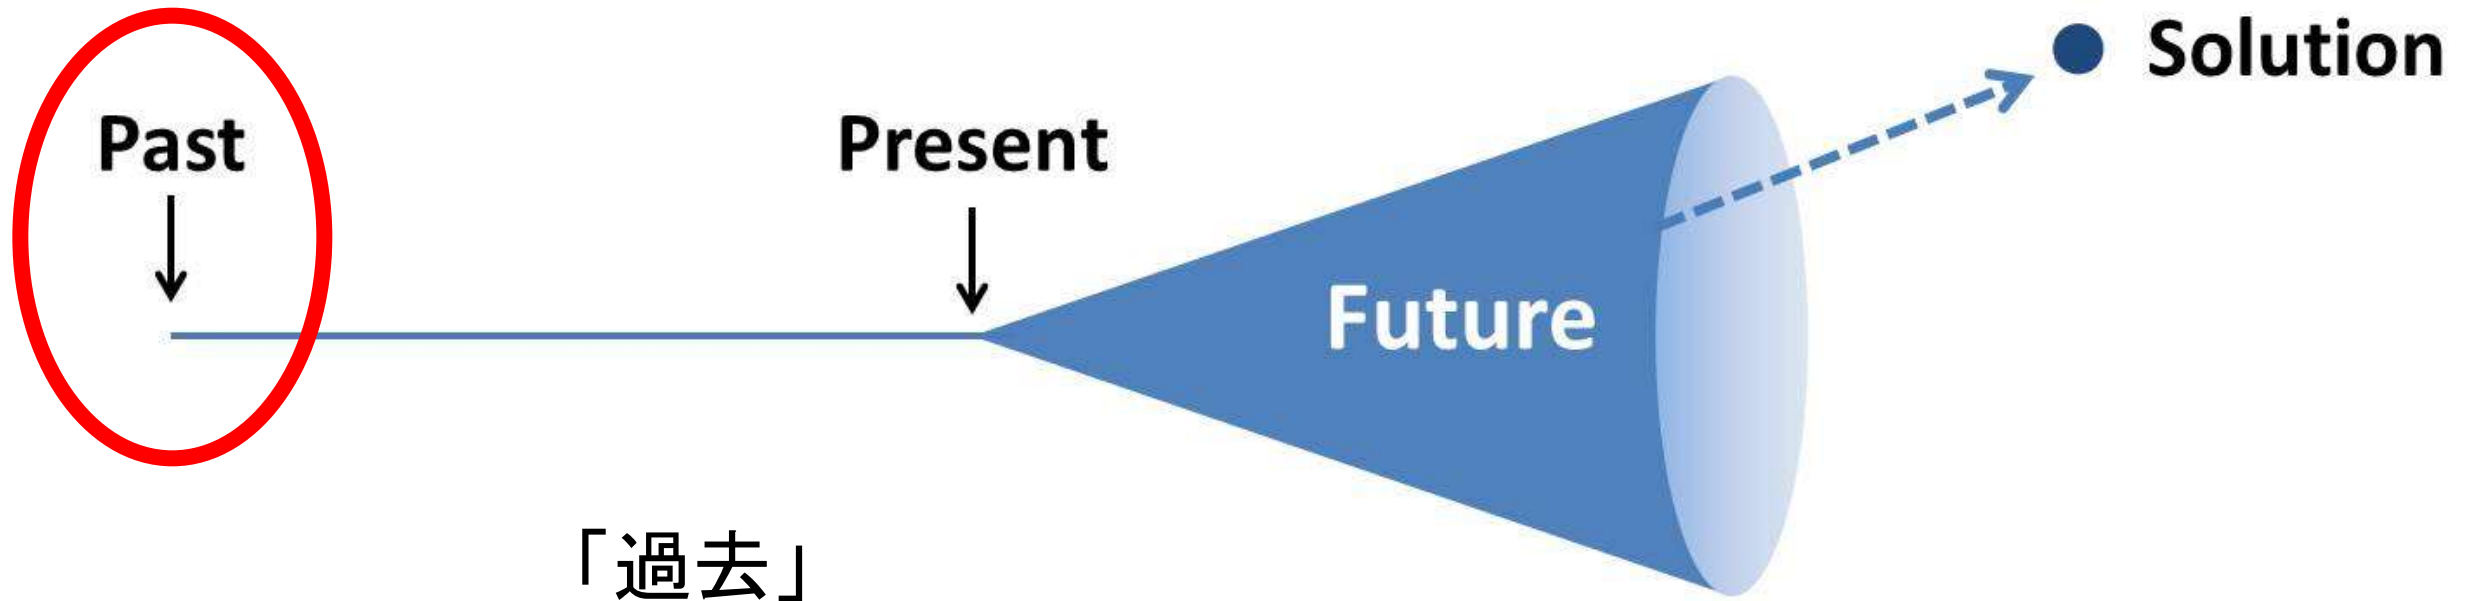 Solution
Past
Present
Future
「過去」